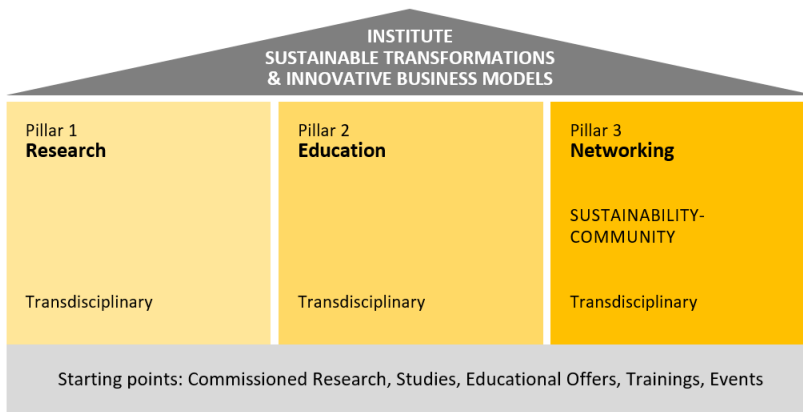 INSTITUTE
SUSTAINABLE TRANSFORMATIONS
& INNOVATIVE BUSINESS MODELS
Pillar 1
Research
Transdisciplinary
Pillar 2
Education
Transdisciplinary
Pillar 3
Networking
SUSTAINABILITY-
COMMUNITY
Transdisciplinary
Starting points: Commissioned Research, Studies, Educational Offers, Trainings, Events